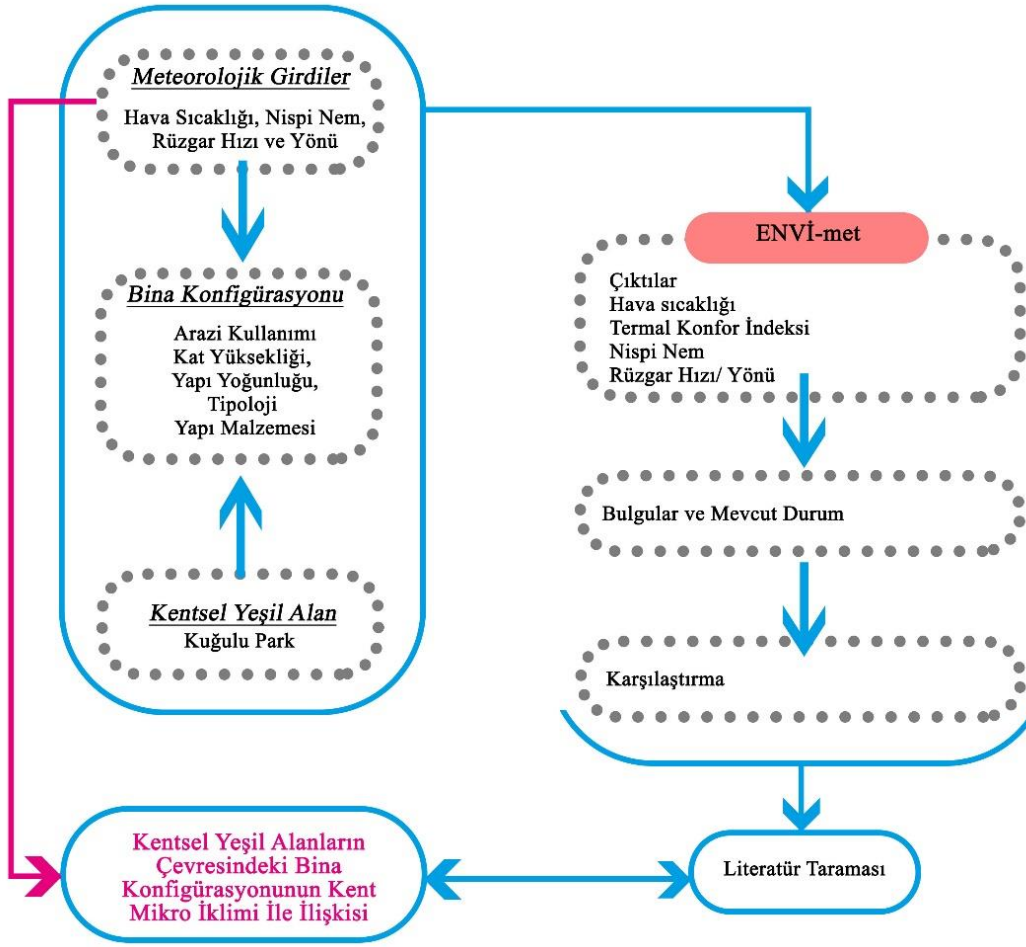 Meteorolojik Girdiler
Hava Sıcaklığı, Nispi Nem,
Rüzgar Hızı ve Yönü
Bina Konfigürasyonu
Arazi Kullanımı
Kat Yüksekliği,
Yapı Yoğunluğu,
Tipoloji
Yapı Malzemesi
Kentsel Yeşil Alan
Kuğulu Park
ENVİ-met
Çıktılar
Hava sıcaklığı
Termal Konfor İndeksi
Nispi Nem
Rüzgar Hızı/ Yönü
Bulgular ve Mevcut Durum
Karşılaştırma
Literatür Taraması
Kentsel Yeşil Alanların
Çevresindeki Bina
Konfigürasyonunun Kent
Mikro İklimi İle İlişkisi